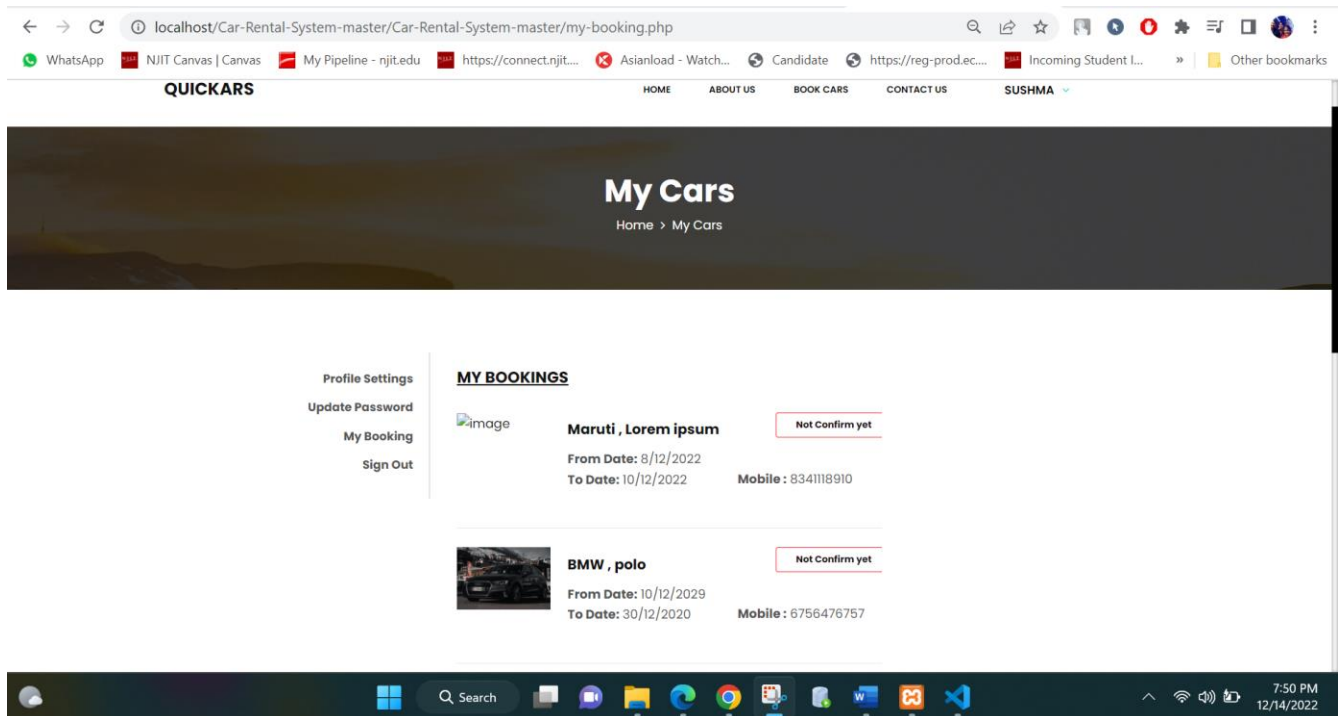 localhost/Car-Rental-System-master/Car-Rental-System-master/my-booking.php
WhatsApp NJIT Canvas | Canvas My Pipeline - njit.edu https://connect.njit.... Asianload - Watch... Candidate https://reg-prod.ec.... Incoming Student I... » Other bookmarks
QUICKARS HOME ABOUT US BOOK CARS CONTACT US SUSHMA
My Cars
Home > My Cars
Profile Settings
Update Password
My Booking
Sign Out
MY BOOKINGS
image
Maruti , Lorem ipsum Not Confirm yet
From Date: 8/12/2022
To Date: 10/12/2022 Mobile : 8341118910
BMW , polo Not Confirm yet
From Date: 10/12/2029
To Date: 30/12/2020 Mobile : 6756476757
Search
7:50 PM
12/14/2022